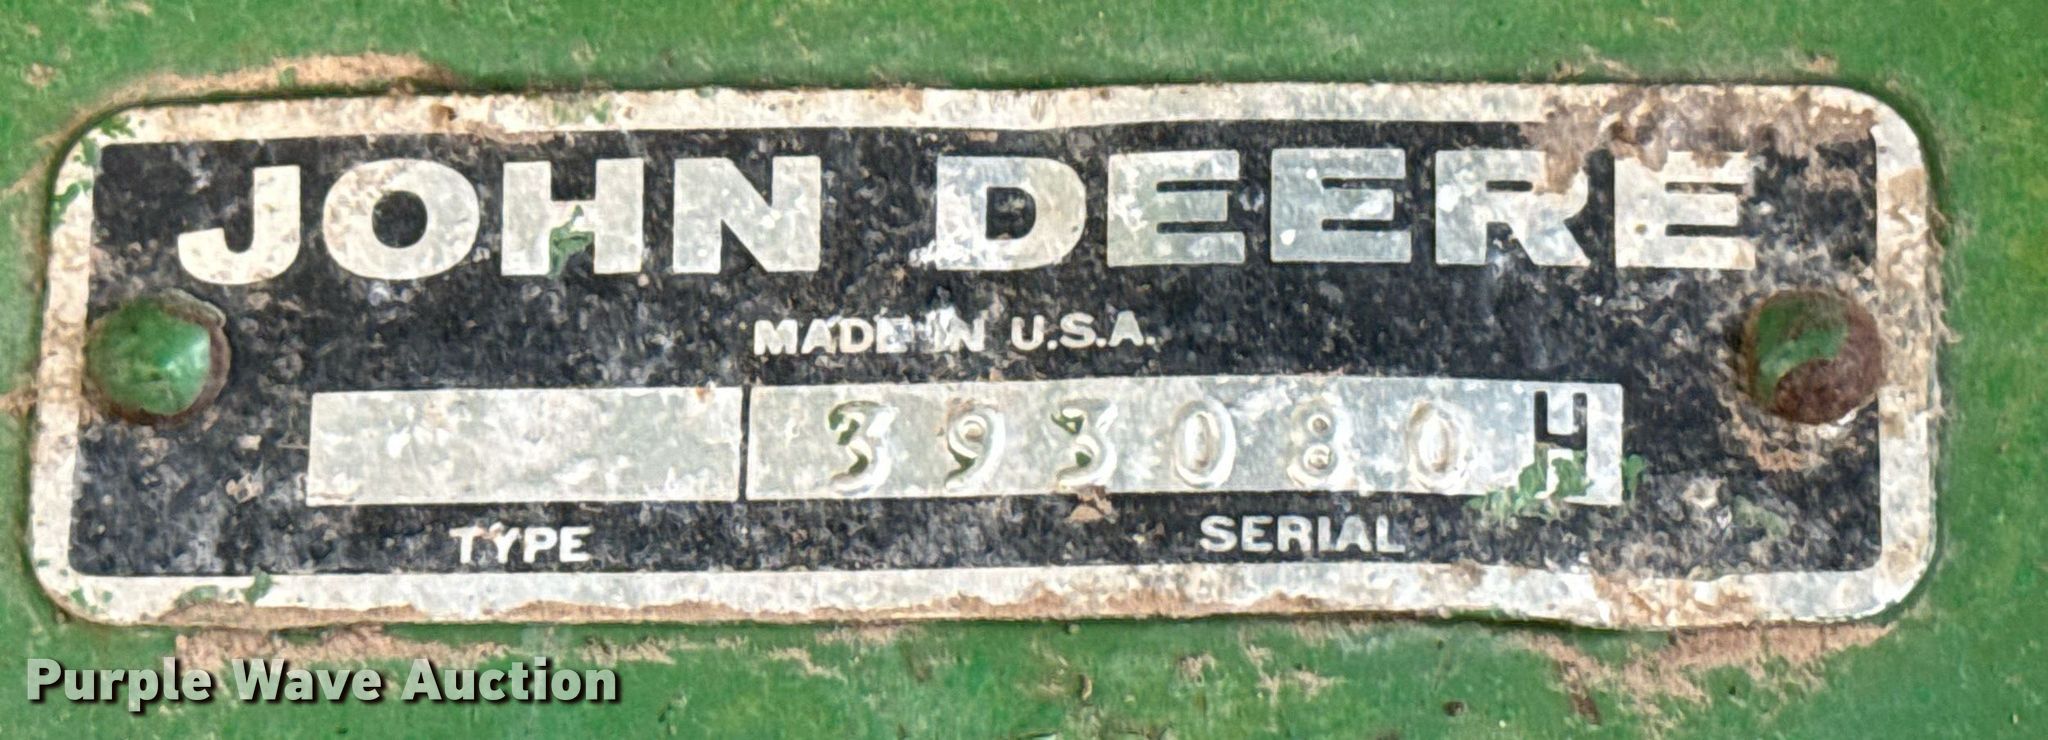 JOHN DEERE
MADE IN U.S.A.
393080H
TYPE SERIAL
Purple Wave Auction